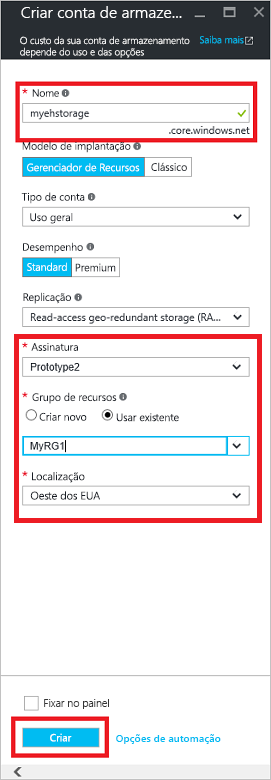 Criar conta de armaze...
O custo da sua conta de armazenamento Saiba mais
depende do uso e das opções
* Nome
myehstorage
.core.windows.net
Modelo de implantação
Gerenciador de Recursos Clássico
Tipo de conta
Uso geral
Desempenho
Standard Premium
Replicação
Read-access geo-redundant storage (RA...
* Assinatura
Prototype2
* Grupo de recursos
Criar novo Usar existente
MyRG1
* Localização
Oeste dos EUA
Fixar no painel
Criar Opções de automação